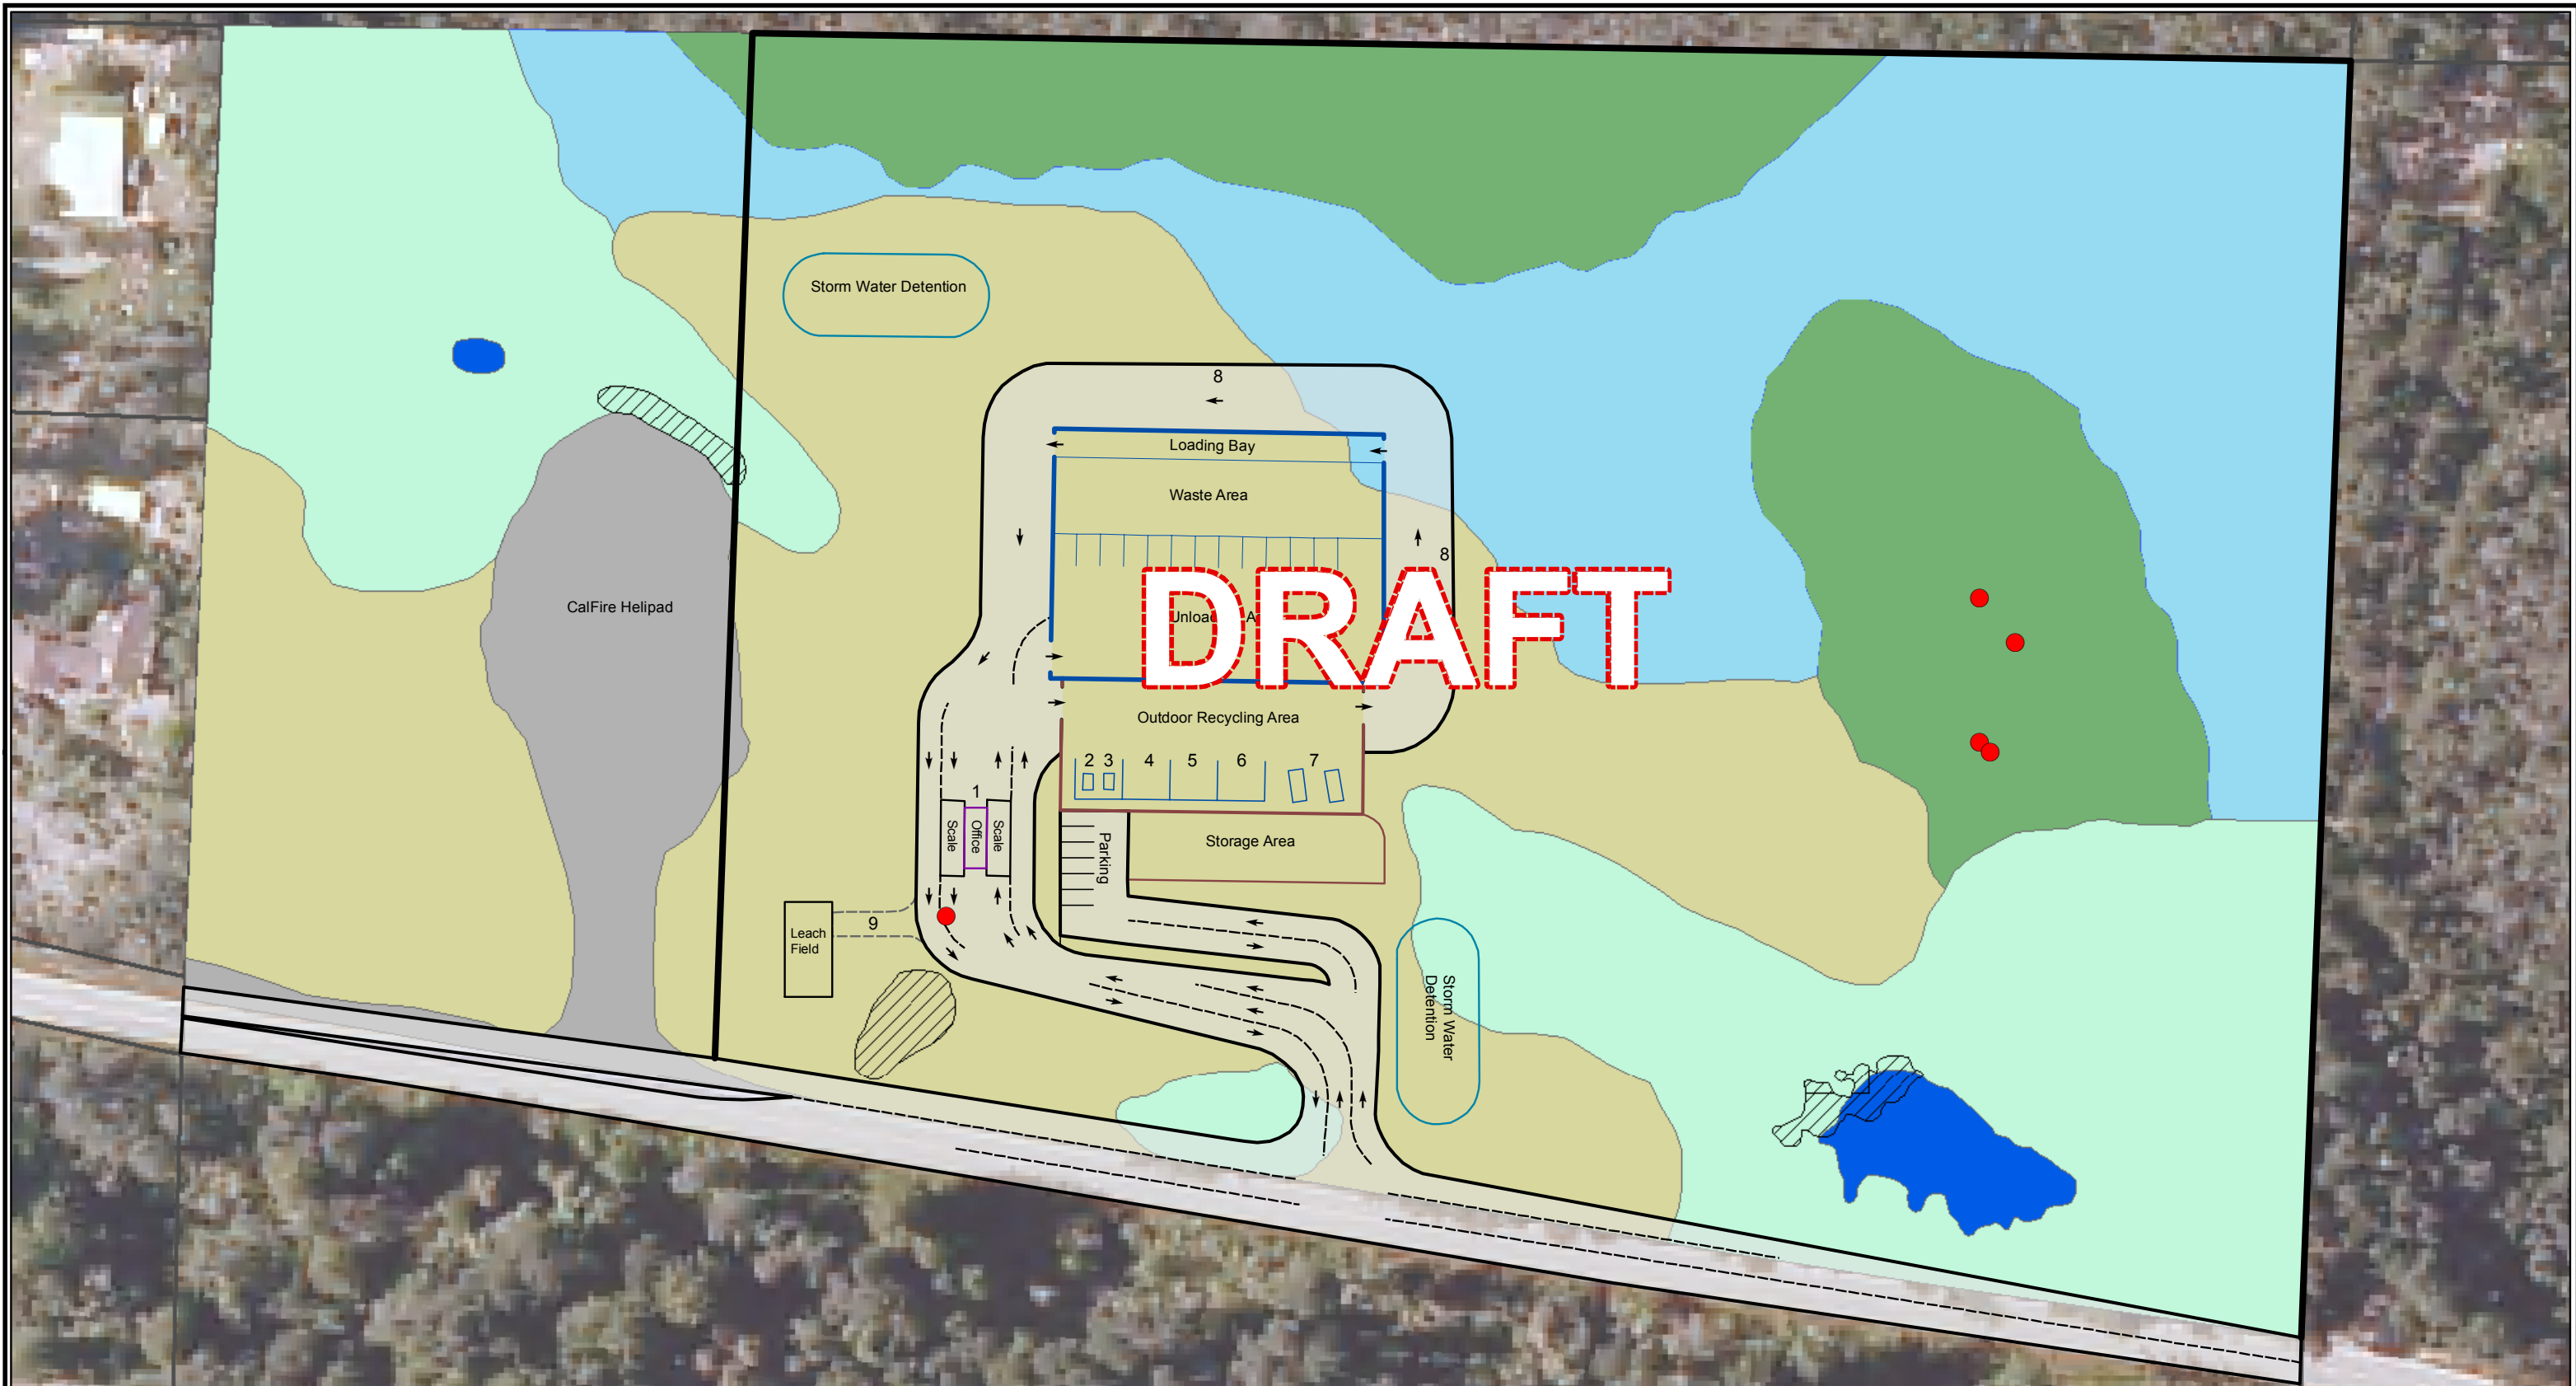 Storm Water Detention
8
Loading Bay
Waste Area
8
CalFire Helipad
DRAFT
Outdoor Recycling Area
2 3 4 5 6 7
1
Scale
Office
Scale
Parking
Storage Area
Leach
Field
9
Storm Water
Detention